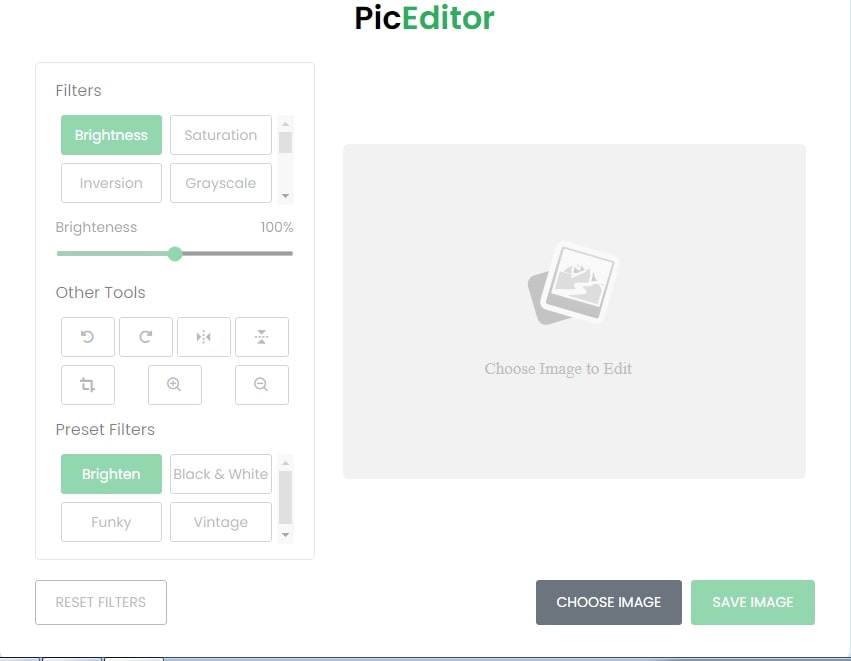 PicEditor
Filters
Brightness Saturation
Inversion Grayscale
Brighteness 100%
Other Tools
Preset Filters
Brighten Black & White
Funky Vintage
Choose Image to Edit
RESET FILTERS CHOOSE IMAGE SAVE IMAGE